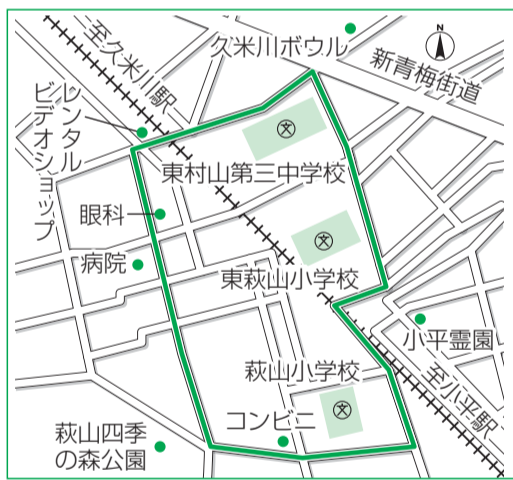 至久米川駅
久米川ボウル
N
新青梅街道
レンタル
ビデオショップ
文
東村山第三中学校
眼科
文
病院
東萩山小学校
小平霊園
萩山小学校
至小平駅
文
コンビニ
萩山四季
の森公園